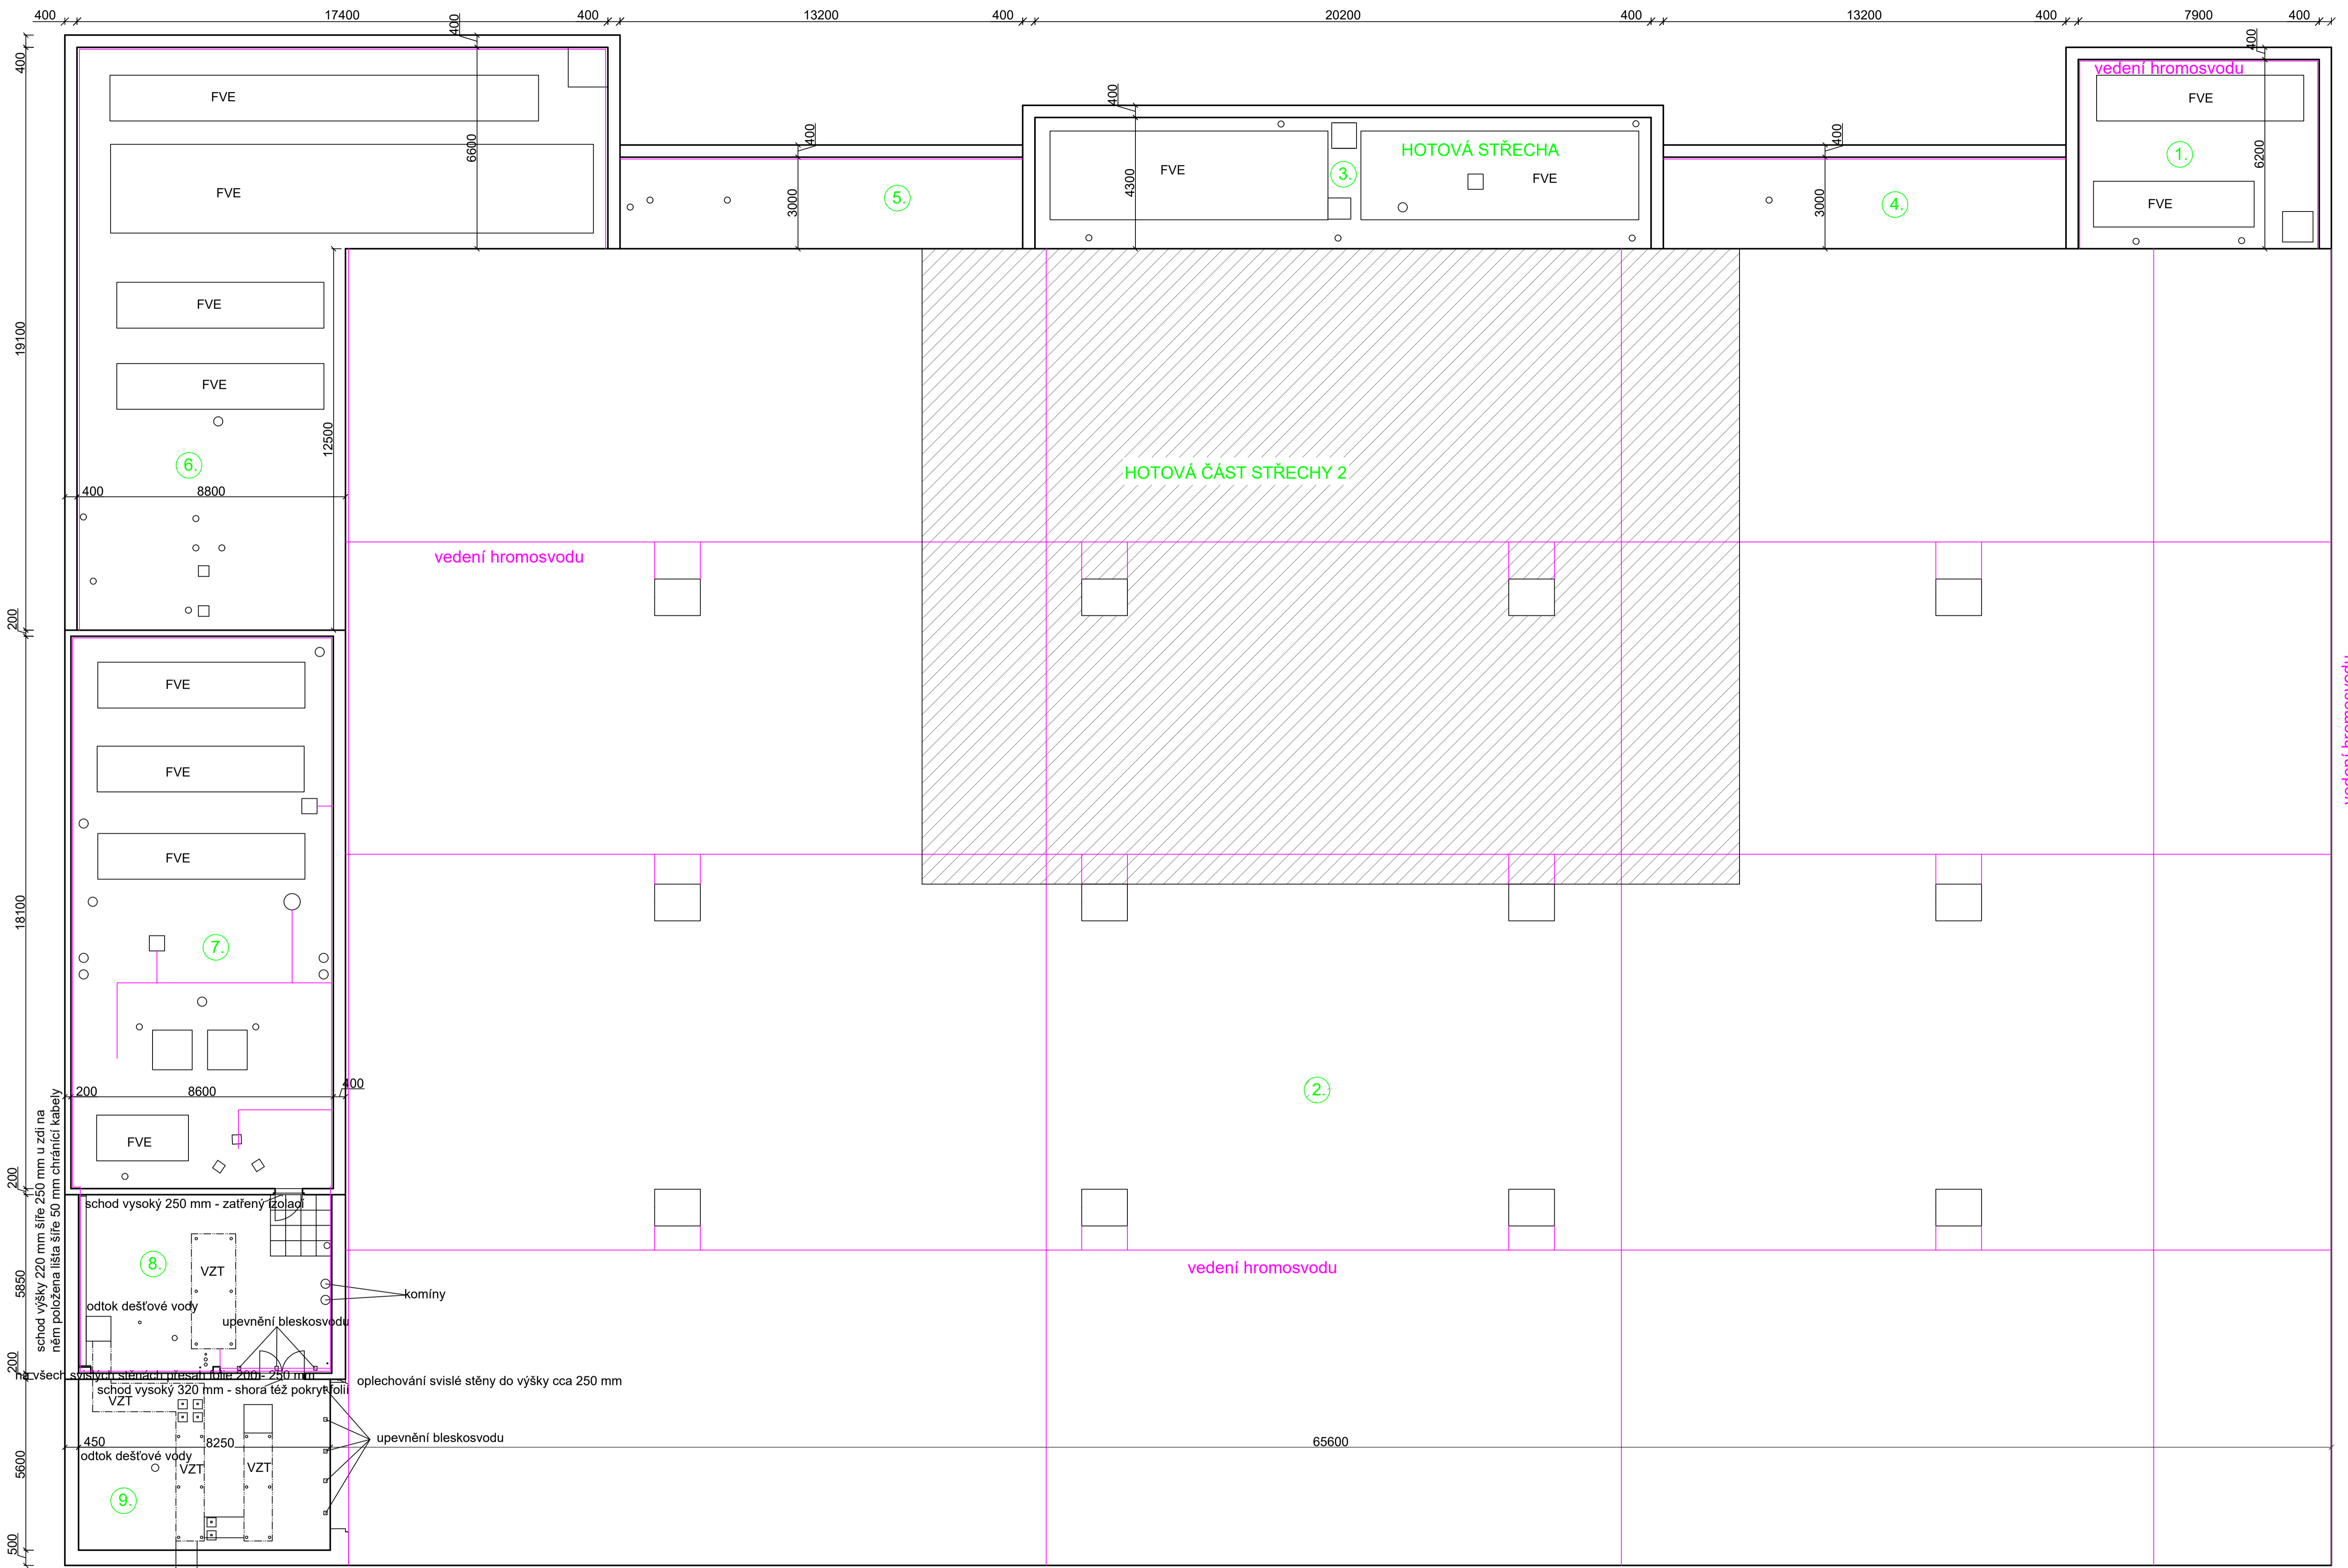 400
17400
400
13200
400
20200
400
13200
400
7900
400
400
400
400
400
400
400
vedení hromosvodu
FVE
FVE
6600
3000
5.
FVE
4300
3.
HOTOVÁ STŘECHA
FVE
3000
4.
FVE
1.
6200
FVE
FVE
FVE
19100
12500
6.
400
8800
HOTOVÁ ČÁST STŘECHY 2
vedení hromosvodu
200
FVE
FVE
FVE
vedení hromosvodu
18100
7.
200
8600
400
FVE
2.
200
schod výšky 220 mm šíře 250 mm u zdi na
něm položena lišta šíře 50 mm chránící kabely
schod vysoký 250 mm - zatřený izolací
8.
VZT
5850
komíny
odtok dešťové vody
upevnění bleskosvodu
vedení hromosvodu
200
na všech svislých stěnách přesah folie 200 - 250 mm
schod vysoký 320 mm - shora též pokryt folií
oplechování svislé stěny do výšky cca 250 mm
VZT
450
8250
upevnění bleskosvodu
65600
odtok dešťové vody
VZT
VZT
5600
9.
500